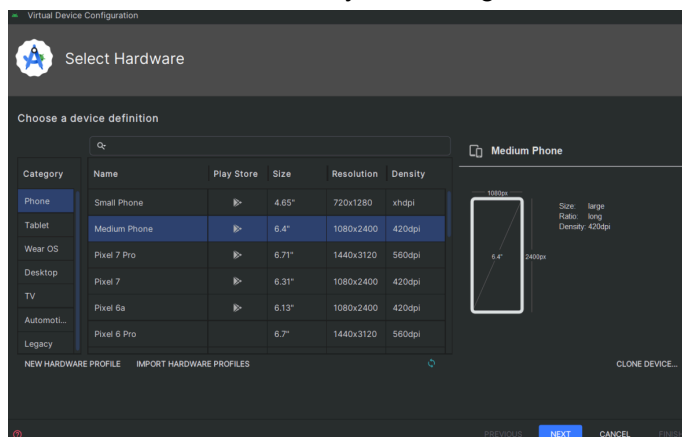 Virtual Device Configuration
Select Hardware
Choose a device definition
Category
Name Play Store Size Resolution Density
Phone
Tablet
Wear OS
Desktop
TV
Automoti...
Legacy
Small Phone 4.65" 720x1280 xhdpi
Medium Phone 6.4" 1080x2400 420dpi
Pixel 7 Pro 6.71" 1440x3120 560dpi
Pixel 7 6.31" 1080x2400 420dpi
Pixel 6a 6.13" 1080x2400 420dpi
Pixel 6 Pro 6.7" 1440x3120 560dpi
NEW HARDWARE PROFILE IMPORT HARDWARE PROFILES
Medium Phone
1080px
6.4" 2400px
Size: large
Ratio: long
Density: 420dpi
CLONE DEVICE...
? PREVIOUS NEXT CANCEL FINISH